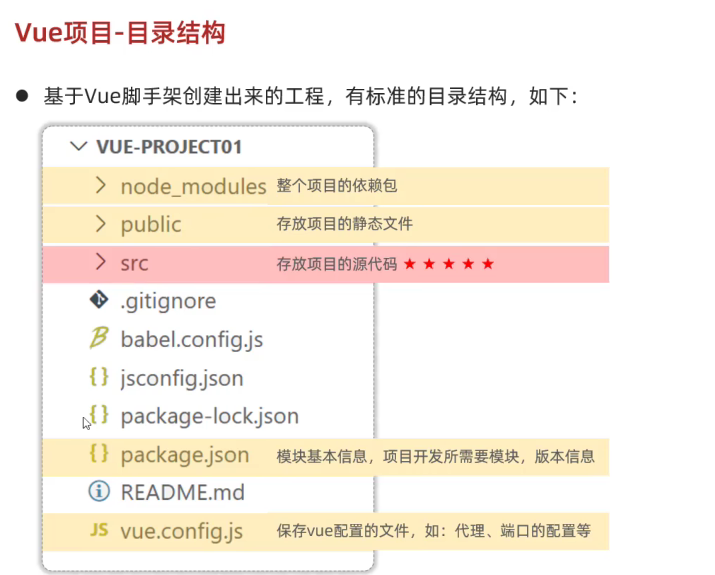 Vue项目-目录结构
● 基于Vue脚手架创建出来的工程，有标准的目录结构，如下：
VUE-PROJECT01
node_modules 整个项目的依赖包
public 存放项目的静态文件
src 存放项目的源代码 ★ ★ ★ ★ ★
.gitignore
babel.config.js
{} jsconfig.json
{} package-lock.json
{} package.json 模块基本信息，项目开发所需要模块，版本信息
README.md
JS vue.config.js 保存vue配置的文件，如：代理、端口的配置等